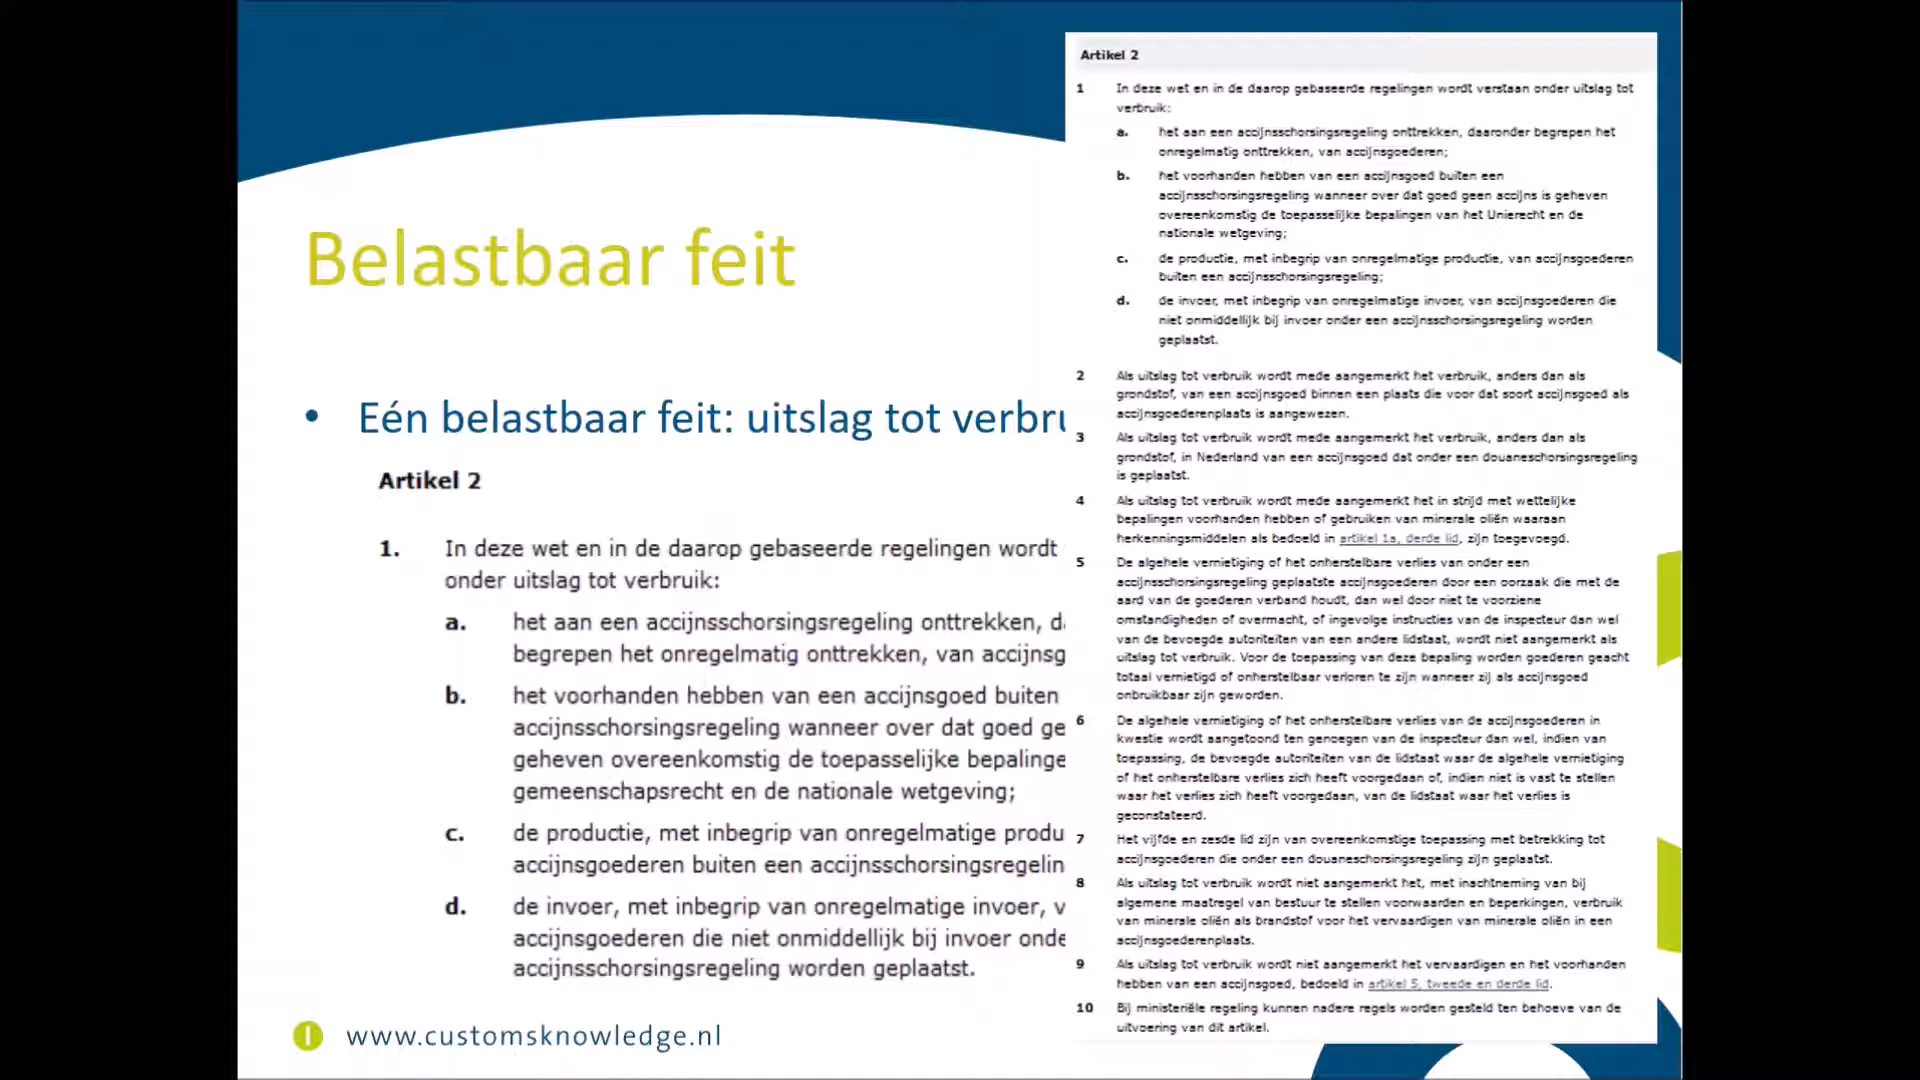 Belastbaar feit
• Eén belastbaar feit: uitslag tot verbru
Artikel 2
1. In deze wet en in de daarop gebaseerde regelingen wordt
onder uitslag tot verbruik:
a. het aan een accijnsschorsingsregeling onttrekken, da
begrepen het onregelmatig onttrekken, van accijnsg
b. het voorhanden hebben van een accijnsgoed buiten
accijnsschorsingsregeling wanneer over dat goed ge
geheven overeenkomstig de toepasselijke bepalinge
gemeenschapsrecht en de nationale wetgeving;
c. de productie, met inbegrip van onregelmatige produ
accijnsgoederen buiten een accijnsschorsingsregelin
d. de invoer, met inbegrip van onregelmatige invoer, v
accijnsgoederen die niet onmiddellijk bij invoer onde
accijnsschorsingsregeling worden geplaatst.
www.customsknowledge.nl
Artikel 2
1 In deze wet en in de daarop gebaseerde regelingen wordt verstaan onder uitslag tot
verbruik:
a. het aan een accijnsschorsingsregeling onttrekken, daaronder begrepen het
onregelmatig onttrekken, van accijnsgoederen;
b. het voorhanden hebben van een accijnsgoed buiten een
accijnsschorsingsregeling wanneer over dat goed geen accijns is geheven
overeenkomstig de toepasselijke bepalingen van het Unierecht en de
nationale wetgeving;
c. de productie, met inbegrip van onregelmatige productie, van accijnsgoederen
buiten een accijnsschorsingsregeling;
d. de invoer, met inbegrip van onregelmatige invoer, van accijnsgoederen die
niet onmiddellijk bij invoer onder een accijnsschorsingsregeling worden
geplaatst.
2 Als uitslag tot verbruik wordt mede aangemerkt het verbruik, anders dan als
grondstof, van een accijnsgoed binnen een plaats die voor dat soort accijnsgoed als
accijnsgoederenplaats is aangewezen.
3 Als uitslag tot verbruik wordt mede aangemerkt het verbruik, anders dan als
grondstof, in Nederland van een accijnsgoed dat onder een douaneschorsingsregeling
is geplaatst.
4 Als uitslag tot verbruik wordt mede aangemerkt het in strijd met wettelijke
bepalingen voorhanden hebben of gebruiken van minerale oliën waaraan
herkenningsmiddelen als bedoeld in artikel 1a, derde lid, zijn toegevoegd.
5 De algehele vernietiging of het onherstelbare verlies van onder een
accijnsschorsingsregeling geplaatste accijnsgoederen door een oorzaak die met de
aard van de goederen verband houdt, dan wel door niet te voorziene
omstandigheden of overmacht, of ingevolge instructies van de inspecteur dan wel
van de bevoegde autoriteiten van een andere lidstaat, wordt niet aangemerkt als
uitslag tot verbruik. Voor de toepassing van deze bepaling worden goederen geacht
totaal vernietigd of onherstelbaar verloren te zijn wanneer zij als accijnsgoed
onbruikbaar zijn geworden.
6 De algehele vernietiging of het onherstelbare verlies van de accijnsgoederen in
kwestie wordt aangetoond ten genoegen van de inspecteur dan wel, indien van
toepassing, de bevoegde autoriteiten van de lidstaat waar de algehele vernietiging
of het onherstelbare verlies zich heeft voorgedaan of, indien niet is vast te stellen
waar het verlies zich heeft voorgedaan, van de lidstaat waar het verlies is
geconstateerd.
7 Het vijfde en zesde lid zijn van overeenkomstige toepassing met betrekking tot
accijnsgoederen die onder een douaneschorsingsregeling zijn geplaatst.
8 Als uitslag tot verbruik wordt niet aangemerkt het, met inachtneming van bij
algemene maatregel van bestuur te stellen voorwaarden en beperkingen, verbruik
van minerale oliën als brandstof voor het vervaardigen van minerale oliën in een
accijnsgoederenplaats.
9 Als uitslag tot verbruik wordt niet aangemerkt het vervaardigen en het voorhanden
hebben van een accijnsgoed, bedoeld in artikel 5, tweede en derde lid.
10 Bij ministeriële regeling kunnen nadere regels worden gesteld ten behoeve van de
uitvoering van dit artikel.